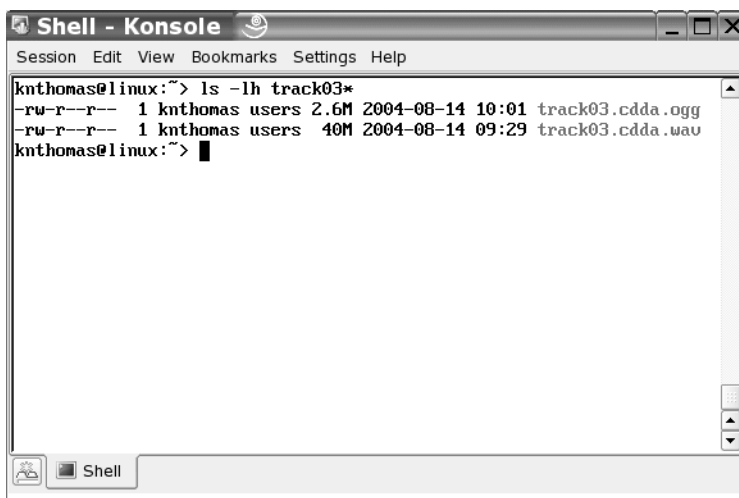 Shell - Konsole
Session Edit View Bookmarks Settings Help
knthomas@linux:~> ls -lh track03*
-rw-r--r--  1 knthomas users 2.6M 2004-08-14 10:01 track03.cdda.ogg
-rw-r--r--  1 knthomas users  40M 2004-08-14 09:29 track03.cdda.wav
knthomas@linux:~>
Shell